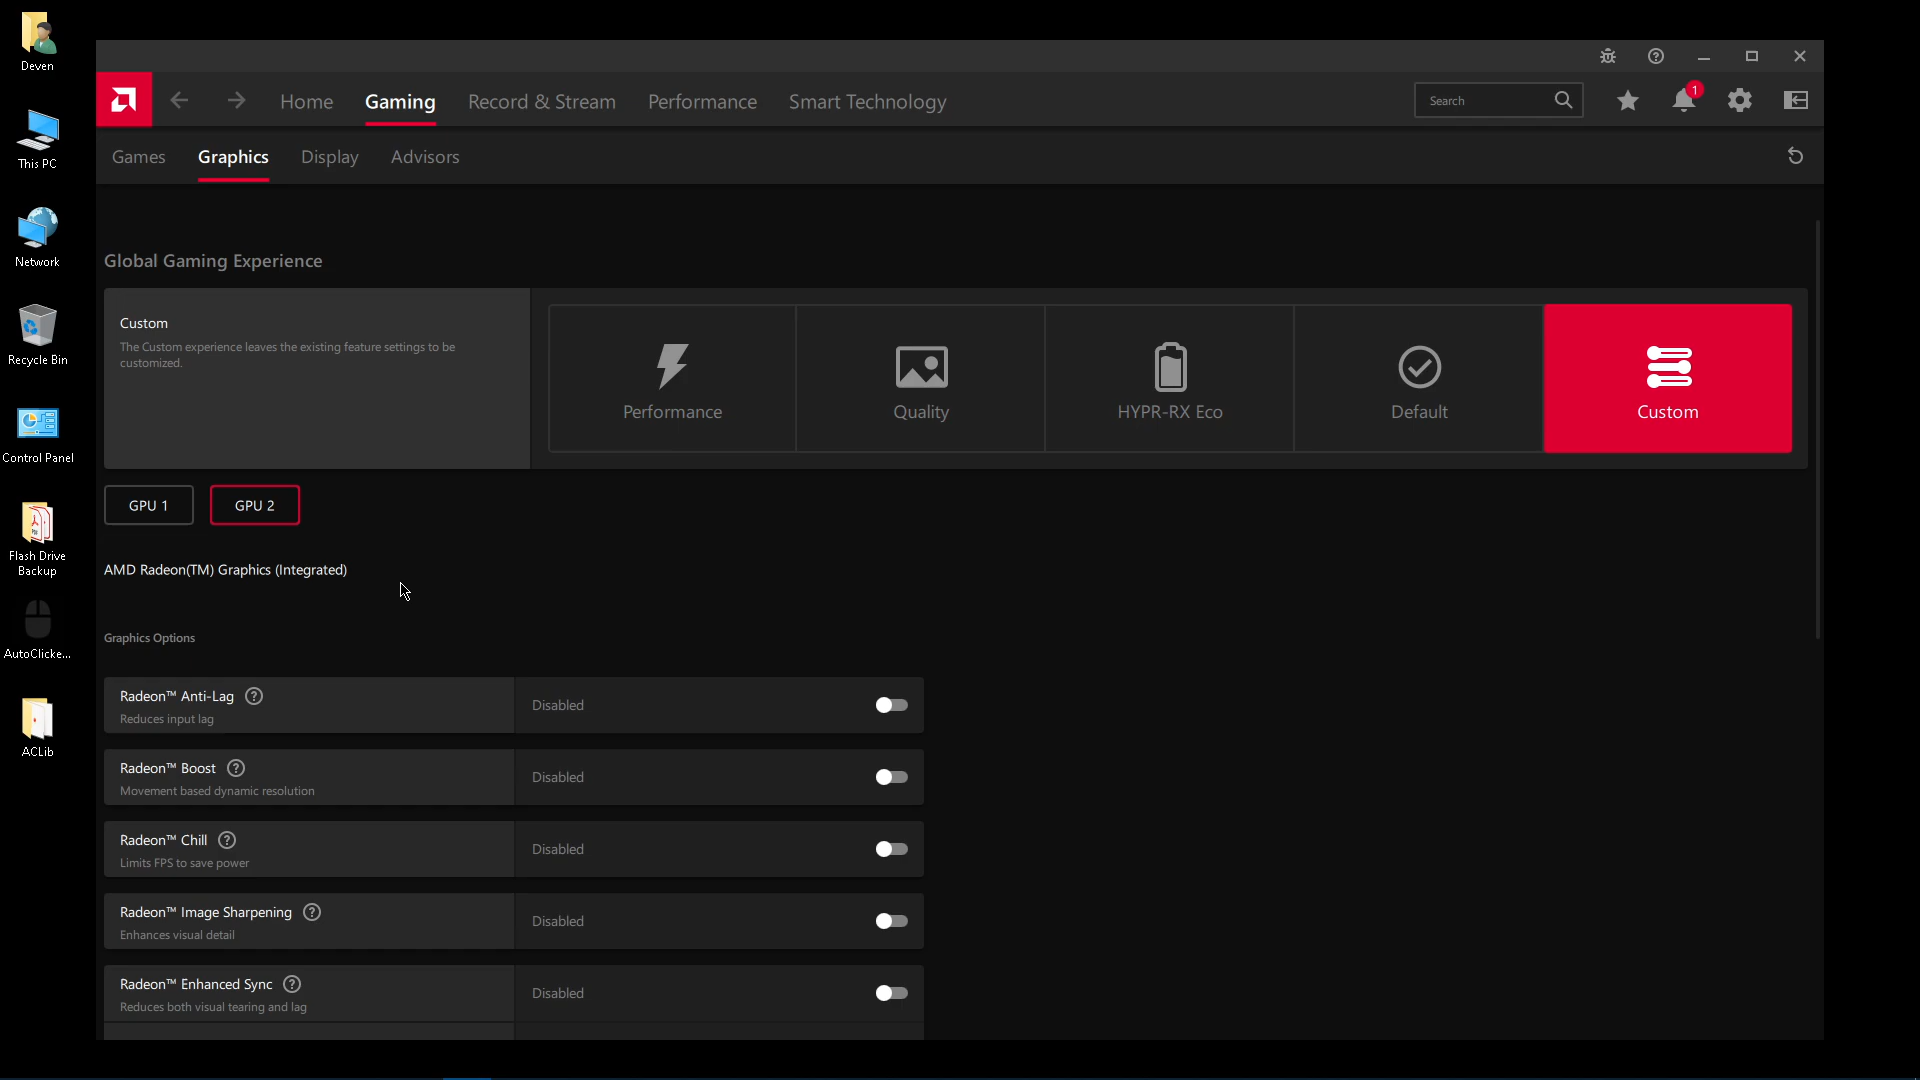 Deven
This PC
Network
Recycle Bin
Control Panel
Flash Drive
Backup
AutoClicke...
ACLib
Home
Gaming
Record & Stream
Performance
Smart Technology
Search
1
Games
Graphics
Display
Advisors
Global Gaming Experience
Custom
The Custom experience leaves the existing feature settings to be
customized.
Performance
Quality
HYPR-RX Eco
Default
Custom
GPU 1
GPU 2
AMD Radeon(TM) Graphics (Integrated)
Graphics Options
Radeon™ Anti-Lag
Reduces input lag
Disabled
Radeon™ Boost
Movement based dynamic resolution
Disabled
Radeon™ Chill
Limits FPS to save power
Disabled
Radeon™ Image Sharpening
Enhances visual detail
Disabled
Radeon™ Enhanced Sync
Reduces both visual tearing and lag
Disabled